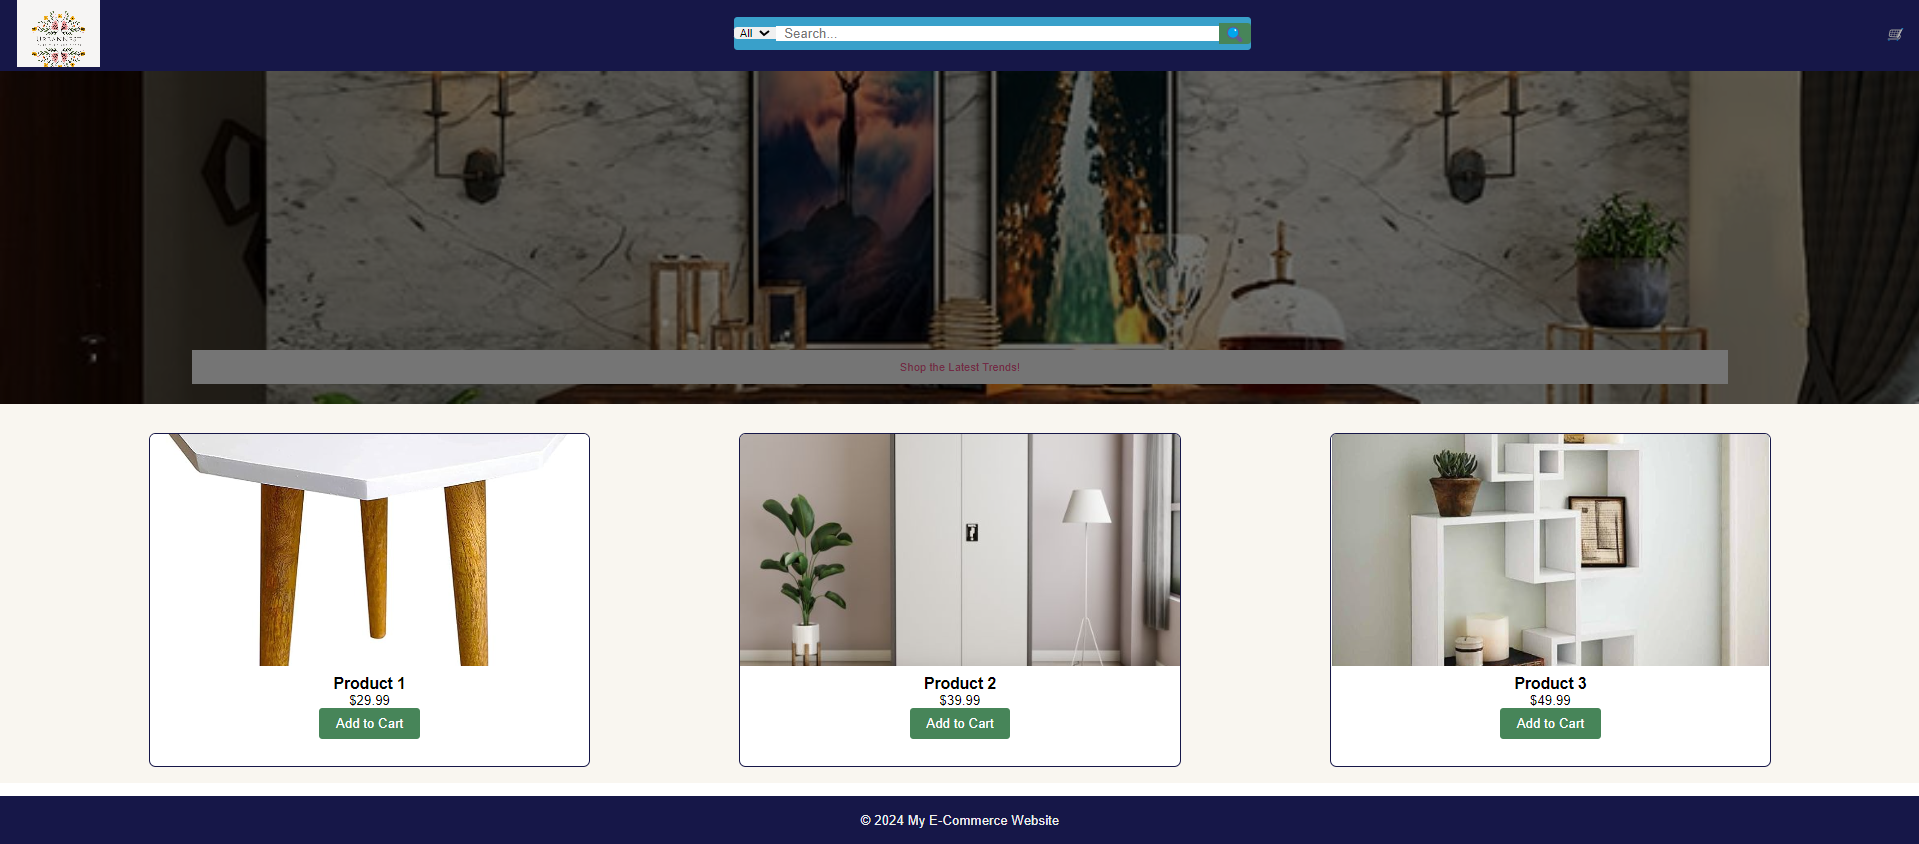 All
Search...
Shop the Latest Trends!
Product 1
$29.99
Add to Cart
Product 2
$39.99
Add to Cart
Product 3
$49.99
Add to Cart
© 2024 My E-Commerce Website